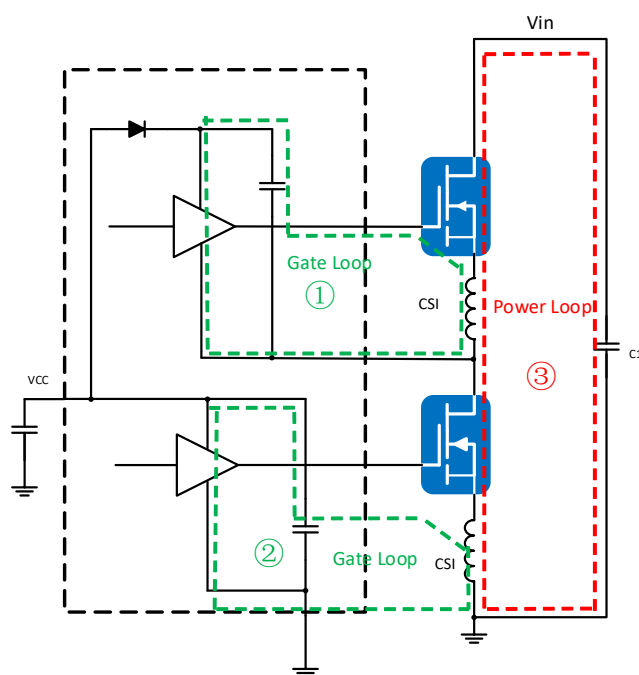 Vin
Gate Loop
①
CSI
Power Loop
C1
③
VCC
②
Gate Loop
CSI